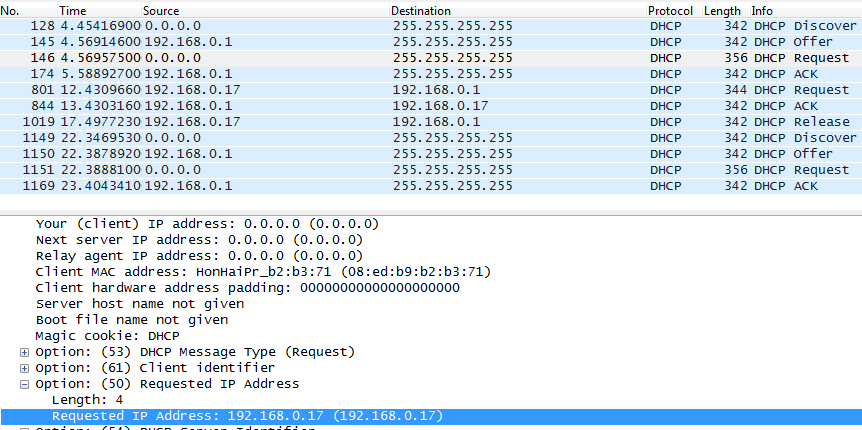 No. Time Source Destination Protocol Length Info
128 4.45416900 0.0.0.0 255.255.255.255 DHCP 342 DHCP Discover
145 4.56914600 192.168.0.1 255.255.255.255 DHCP 342 DHCP Offer
146 4.56957500 0.0.0.0 255.255.255.255 DHCP 356 DHCP Request
174 5.58892700 192.168.0.1 255.255.255.255 DHCP 342 DHCP ACK
801 12.4309660 192.168.0.17 192.168.0.1 DHCP 344 DHCP Request
844 13.4303160 192.168.0.1 192.168.0.17 DHCP 342 DHCP ACK
1019 17.4977230 192.168.0.17 192.168.0.1 DHCP 342 DHCP Release
1149 22.3469530 0.0.0.0 255.255.255.255 DHCP 342 DHCP Discover
1150 22.3878920 192.168.0.1 255.255.255.255 DHCP 342 DHCP Offer
1151 22.3888100 0.0.0.0 255.255.255.255 DHCP 356 DHCP Request
1169 23.4043410 192.168.0.1 255.255.255.255 DHCP 342 DHCP ACK
Your (client) IP address: 0.0.0.0 (0.0.0.0)
Next server IP address: 0.0.0.0 (0.0.0.0)
Relay agent IP address: 0.0.0.0 (0.0.0.0)
Client MAC address: HonHaiPr_b2:b3:71 (08:ed:b9:b2:b3:71)
Client hardware address padding: 00000000000000000000
Server host name not given
Boot file name not given
Magic cookie: DHCP
Option: (53) DHCP Message Type (Request)
Option: (61) Client identifier
Option: (50) Requested IP Address
Length: 4
Requested IP Address: 192.168.0.17 (192.168.0.17)
Option: (54) DHCP Server Identifier